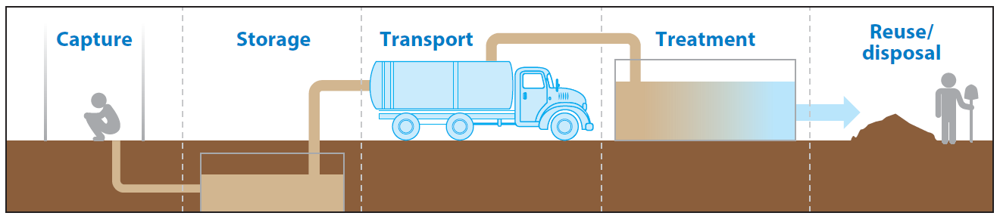 Capture
Storage
Transport
Treatment
Reuse/
disposal